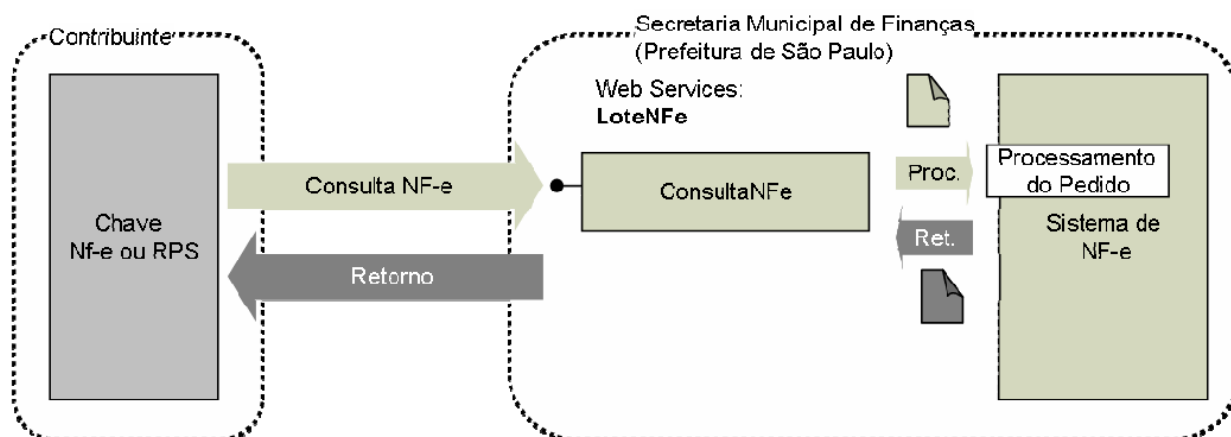 Contribuinte
Chave
Nf-e ou RPS
Consulta NF-e
Retorno
Secretaria Municipal de Finanças
(Prefeitura de São Paulo)
Web Services:
LoteNFe
ConsultaNFe
Proc.
Ret.
Processamento
do Pedido
Sistema de
NF-e